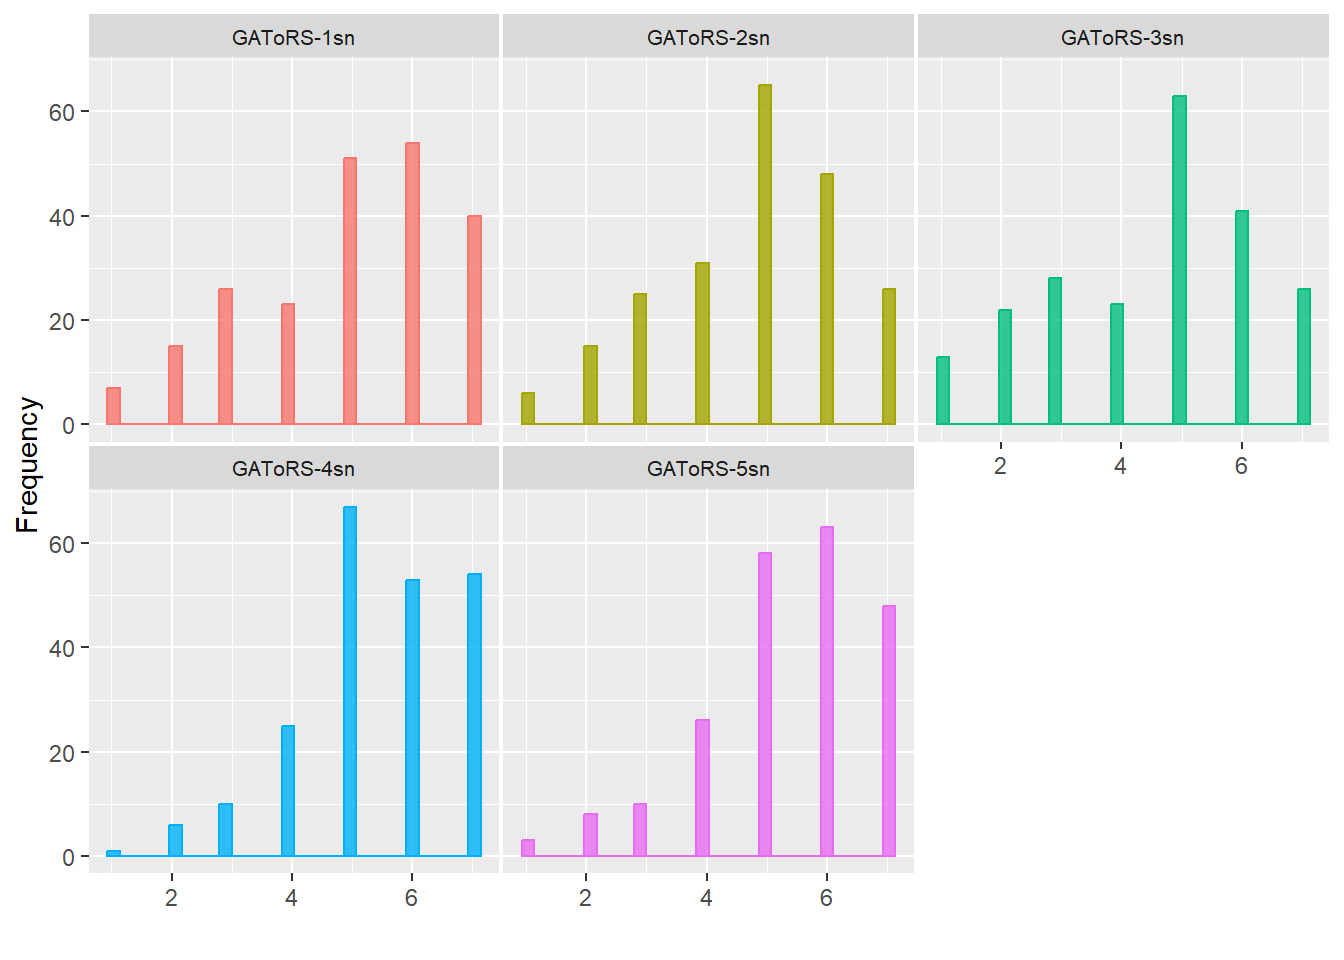 GAToRS-1sn GAToRS-2sn GAToRS-3sn
60
40
20
0
2 4 6
GAToRS-4sn GAToRS-5sn
60
40
20
0
2 4 6 2 4 6
Frequency